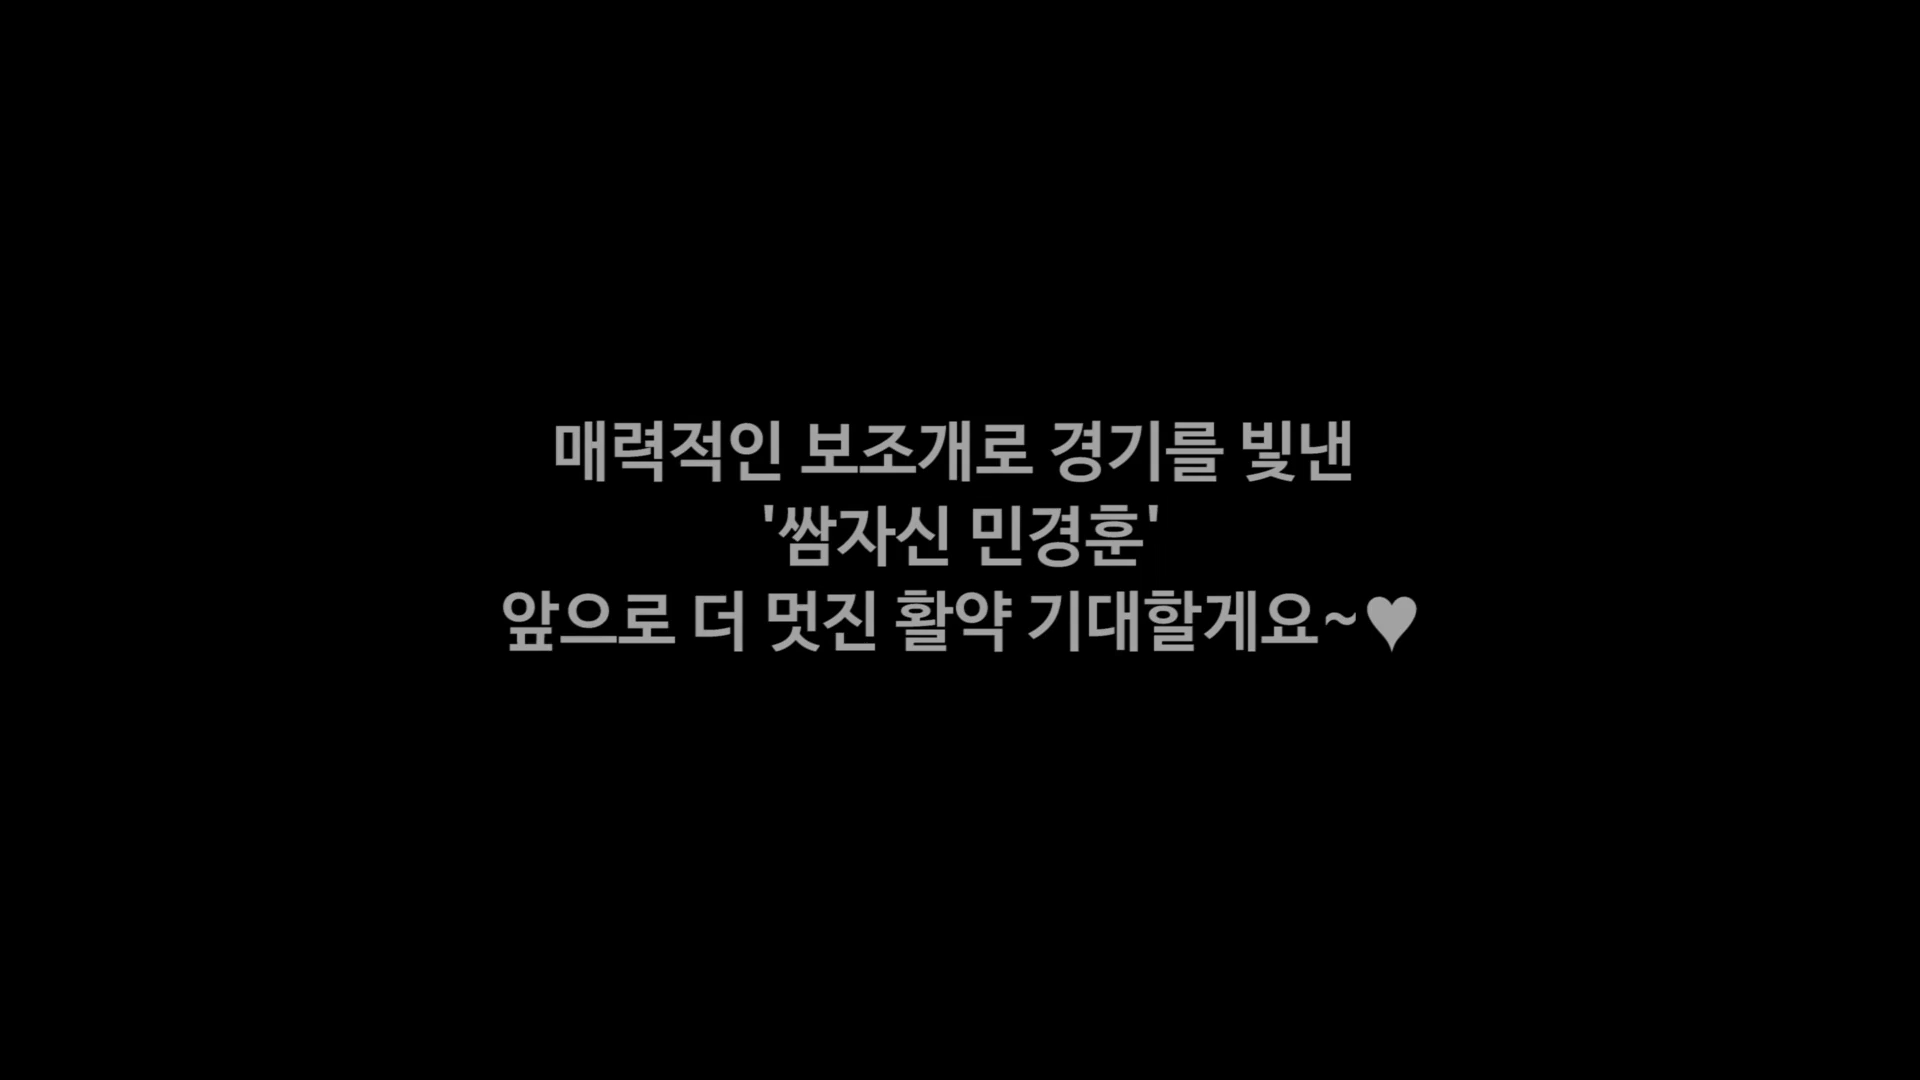 매력적인 보조개로 경기를 빛낸
'쌈자신 민경훈'
앞으로 더 멋진 활약 기대할게요~♥